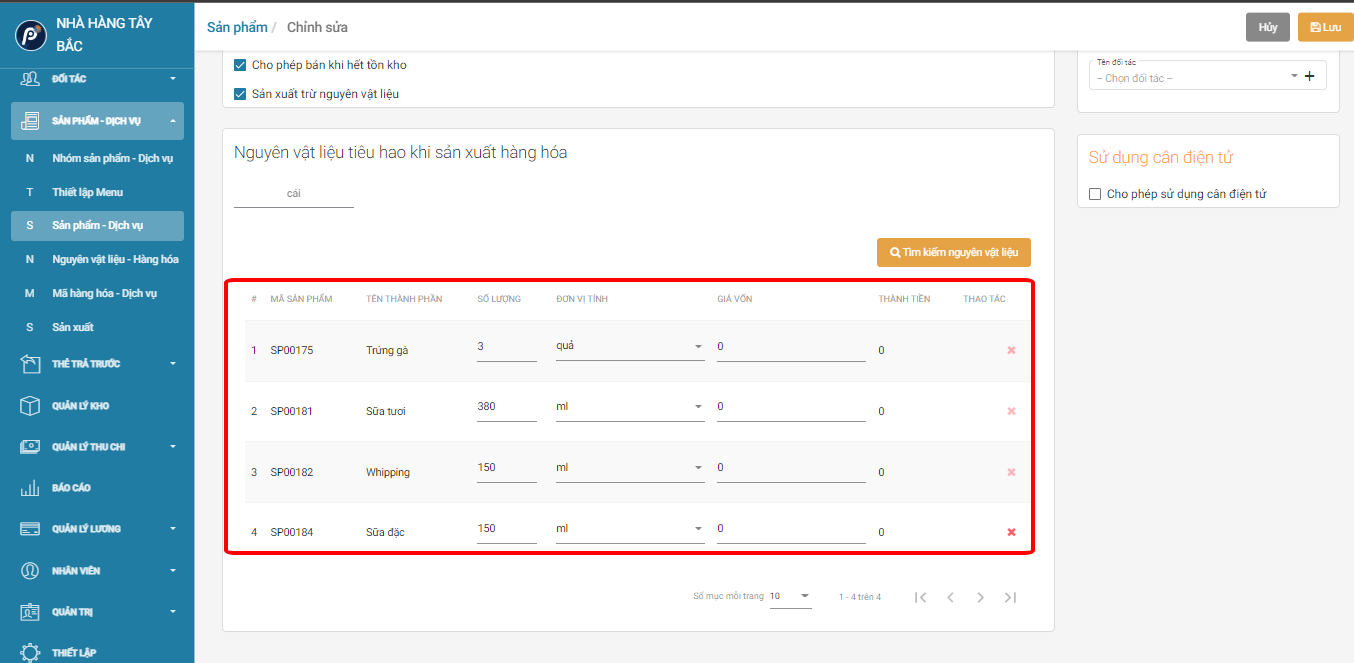 NHÀ HÀNG TÂY
BẮC
ĐỐI TÁC
SẢN PHẨM - DỊCH VỤ
N Nhóm sản phẩm - Dịch vụ
T Thiết lập Menu
S Sản phẩm - Dịch vụ
N Nguyên vật liệu - Hàng hóa
M Mã hàng hóa - Dịch vụ
S Sản xuất
THẺ TRẢ TRƯỚC
QUẢN LÝ KHO
QUẢN LÝ THU CHI
BÁO CÁO
QUẢN LÝ LƯƠNG
NHÂN VIÊN
QUẢN TRỊ
THIẾT LẬP
Sản phẩm / Chỉnh sửa
Hủy
Lưu
Cho phép bán khi hết tồn kho
Sản xuất trừ nguyên vật liệu
Nguyên vật liệu tiêu hao khi sản xuất hàng hóa
cái
Tìm kiếm nguyên vật liệu
# MÃ SẢN PHẨM TÊN THÀNH PHẦN SỐ LƯỢNG ĐƠN VỊ TÍNH GIÁ VỐN THÀNH TIỀN THAO TÁC
1 SP00175 Trứng gà 3 quả 0 0
2 SP00181 Sữa tươi 380 ml 0 0
3 SP00182 Whipping 150 ml 0 0
4 SP00184 Sữa đặc 150 ml 0 0
Số mục mỗi trang 10 1 - 4 trên 4
Tên đối tác
-- Chọn đối tác --
Sử dụng cân điện tử
Cho phép sử dụng cân điện tử